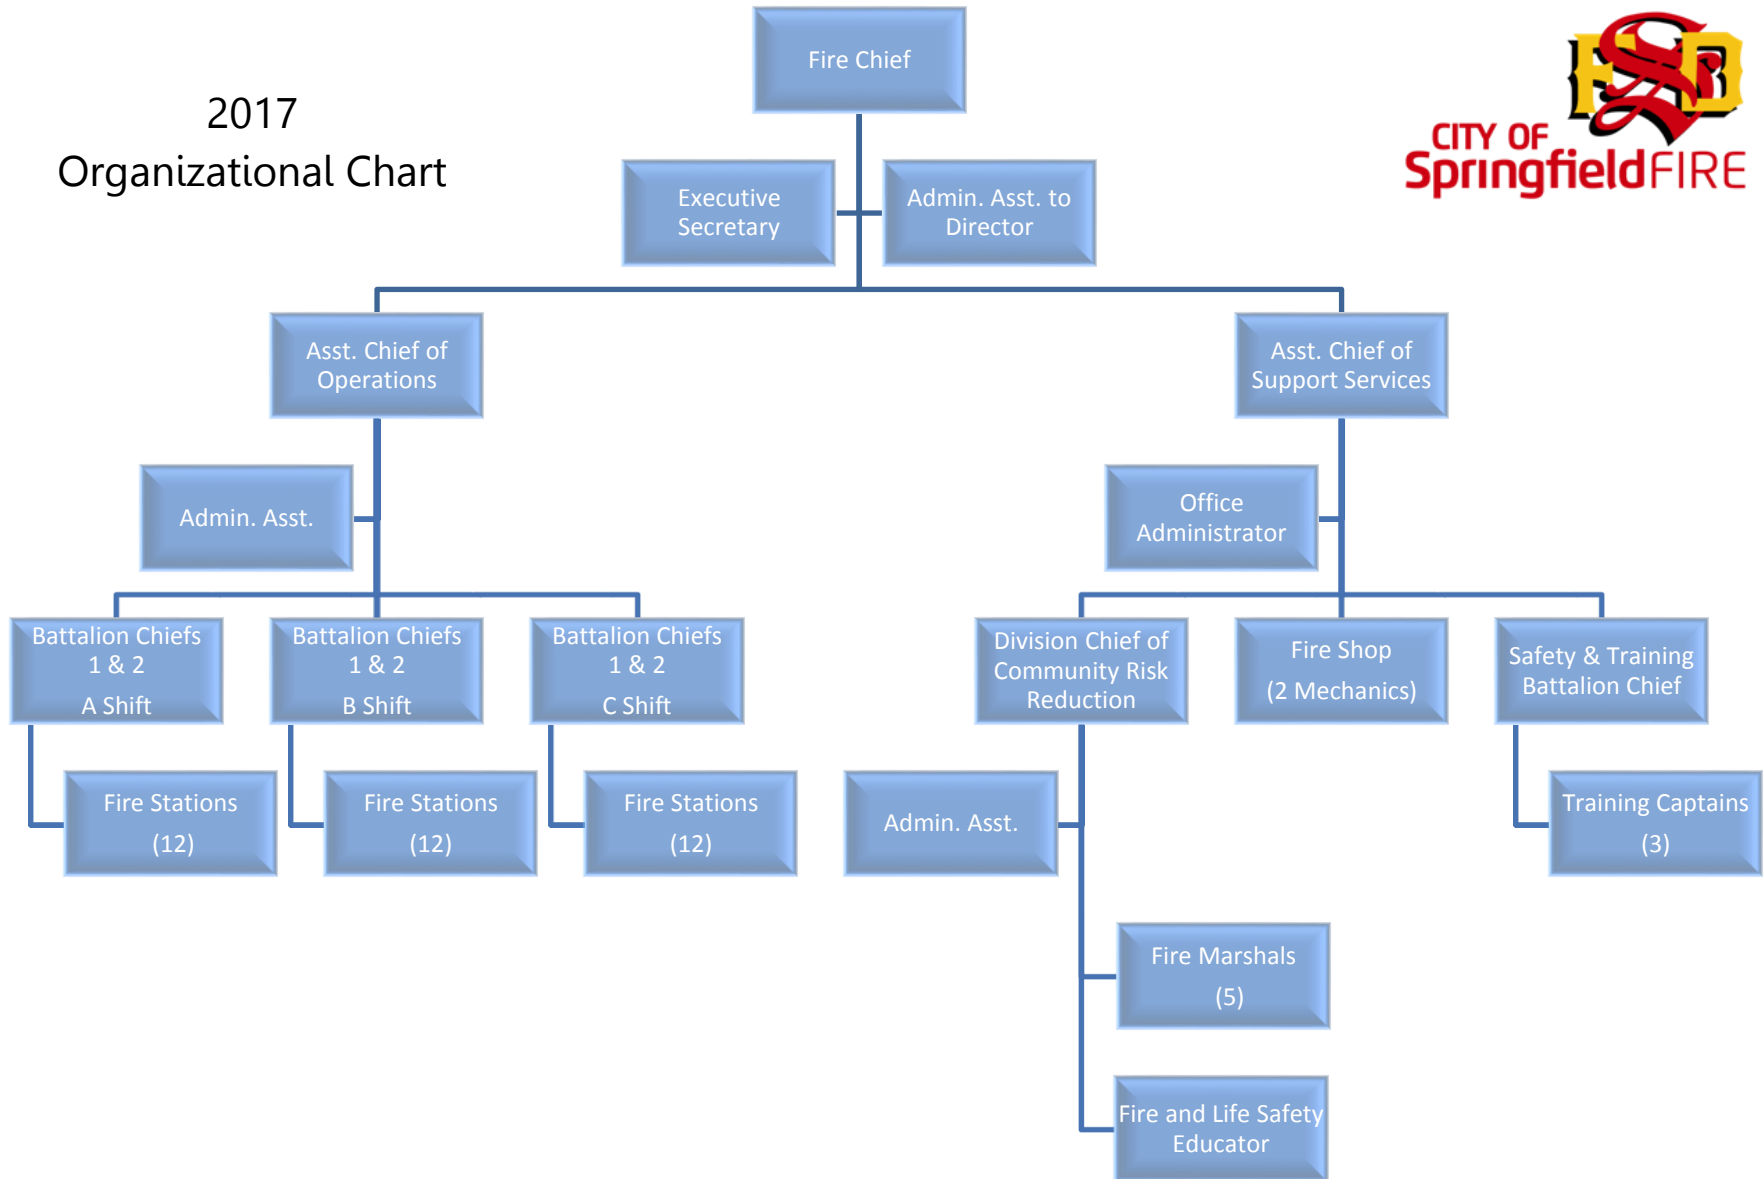 2017
Organizational Chart
FSD
CITY OF
SpringfieldFIRE
Fire Chief
Executive
Secretary
Admin. Asst. to
Director
Asst. Chief of
Operations
Asst. Chief of
Support Services
Admin. Asst.
Office
Administrator
Battalion Chiefs
1 & 2
A Shift
Battalion Chiefs
1 & 2
B Shift
Battalion Chiefs
1 & 2
C Shift
Division Chief of
Community Risk
Reduction
Fire Shop
(2 Mechanics)
Safety & Training
Battalion Chief
Fire Stations
(12)
Fire Stations
(12)
Fire Stations
(12)
Admin. Asst.
Training Captains
(3)
Fire Marshals
(5)
Fire and Life Safety
Educator